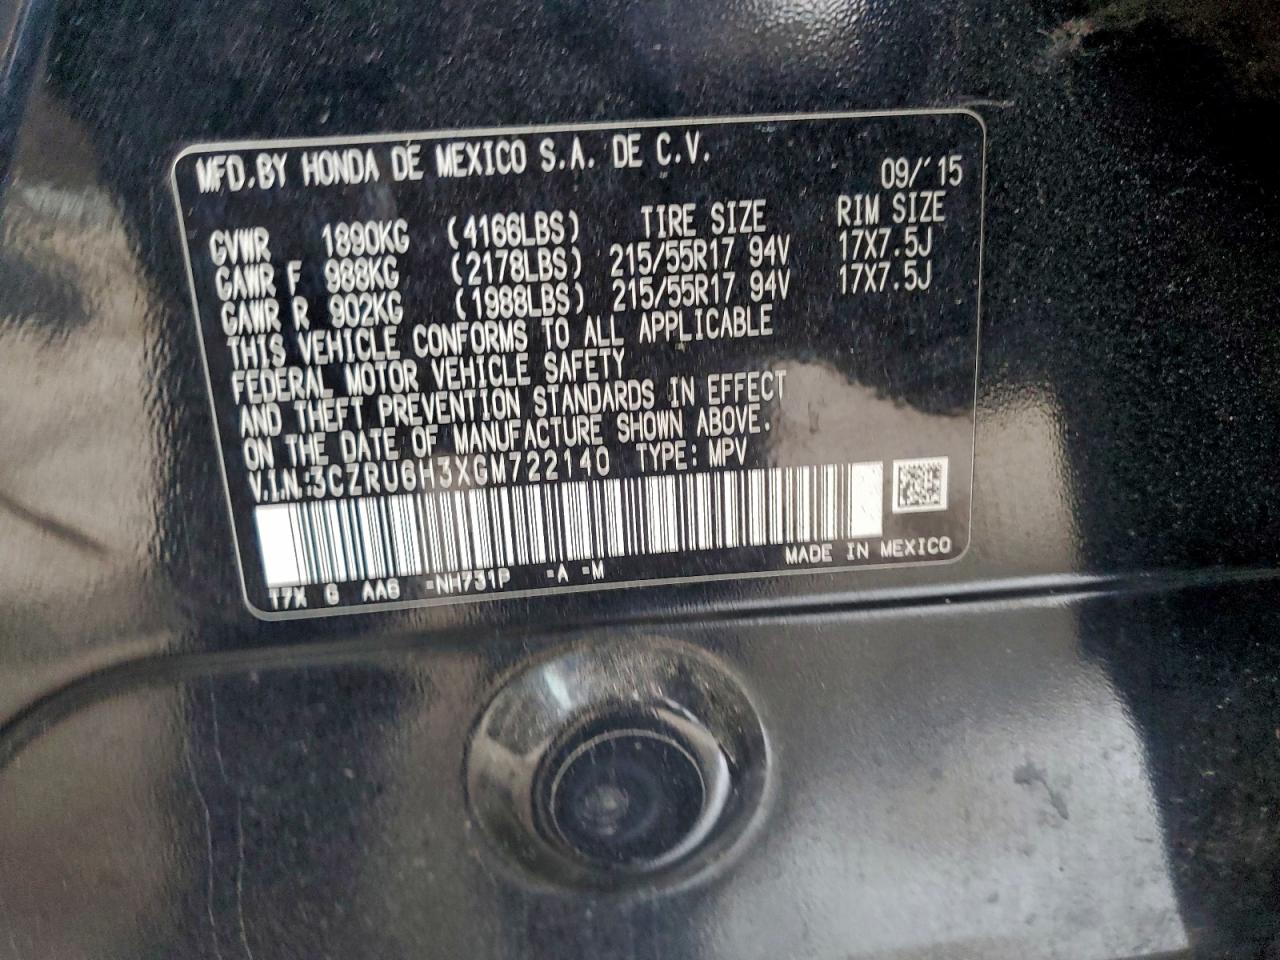 MFD.BY HONDA DE MEXICO S.A. DE C.V.
09/'15
GVWR 1890KG (4166LBS) TIRE SIZE RIM SIZE
GAWR F 988KG (2178LBS) 215/55R17 94V 17X7.5J
GAWR R 902KG (1988LBS) 215/55R17 94V 17X7.5J
THIS VEHICLE CONFORMS TO ALL APPLICABLE
FEDERAL MOTOR VEHICLE SAFETY
AND THEFT PREVENTION STANDARDS IN EFFECT
ON THE DATE OF MANUFACTURE SHOWN ABOVE.
V.I.N.:3CZRU6H3XGM722140 TYPE: MPV
T7X G AA6 =NH731P =A =M MADE IN MEXICO